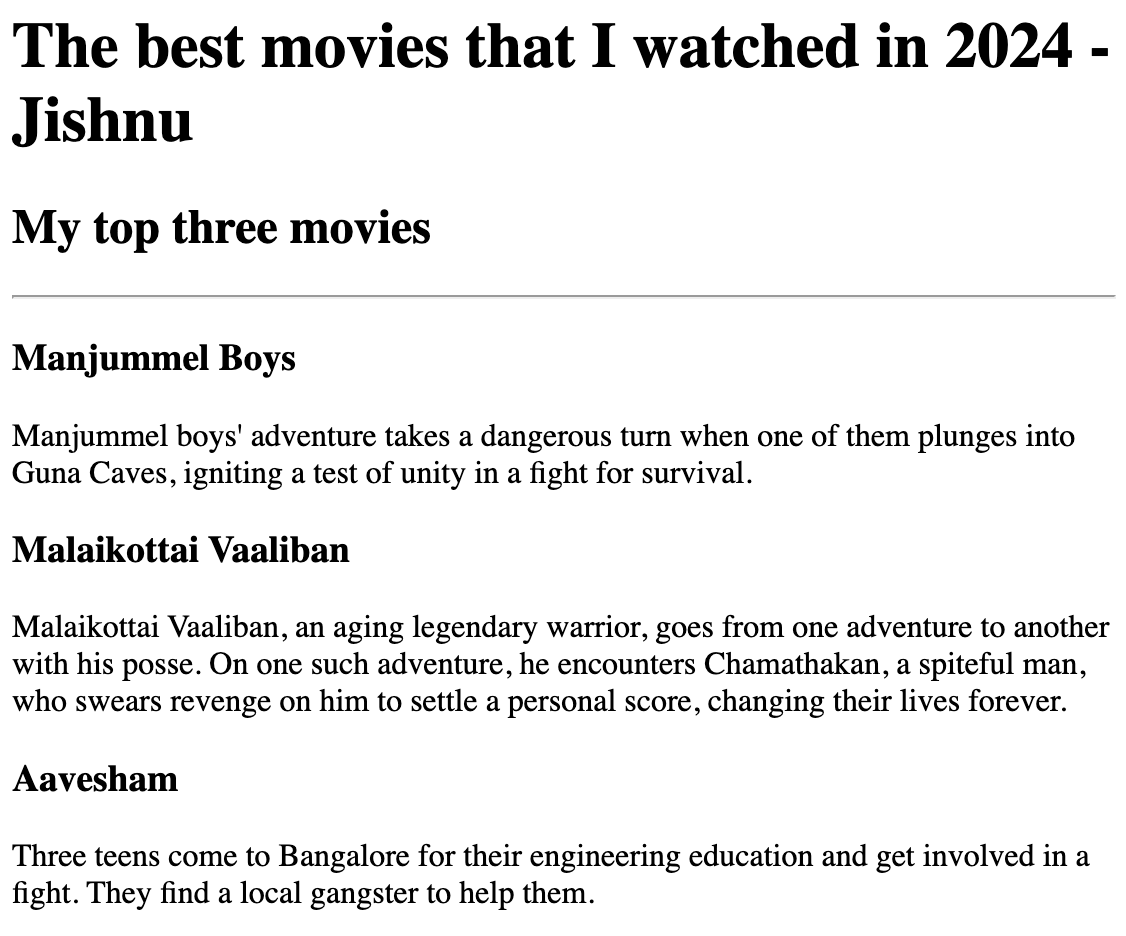 The best movies that I watched in 2024 -
Jishnu
My top three movies
Manjummel Boys
Manjummel boys' adventure takes a dangerous turn when one of them plunges into
Guna Caves, igniting a test of unity in a fight for survival.
Malaikottai Vaaliban
Malaikottai Vaaliban, an aging legendary warrior, goes from one adventure to another
with his posse. On one such adventure, he encounters Chamathakan, a spiteful man,
who swears revenge on him to settle a personal score, changing their lives forever.
Aavesham
Three teens come to Bangalore for their engineering education and get involved in a
fight. They find a local gangster to help them.